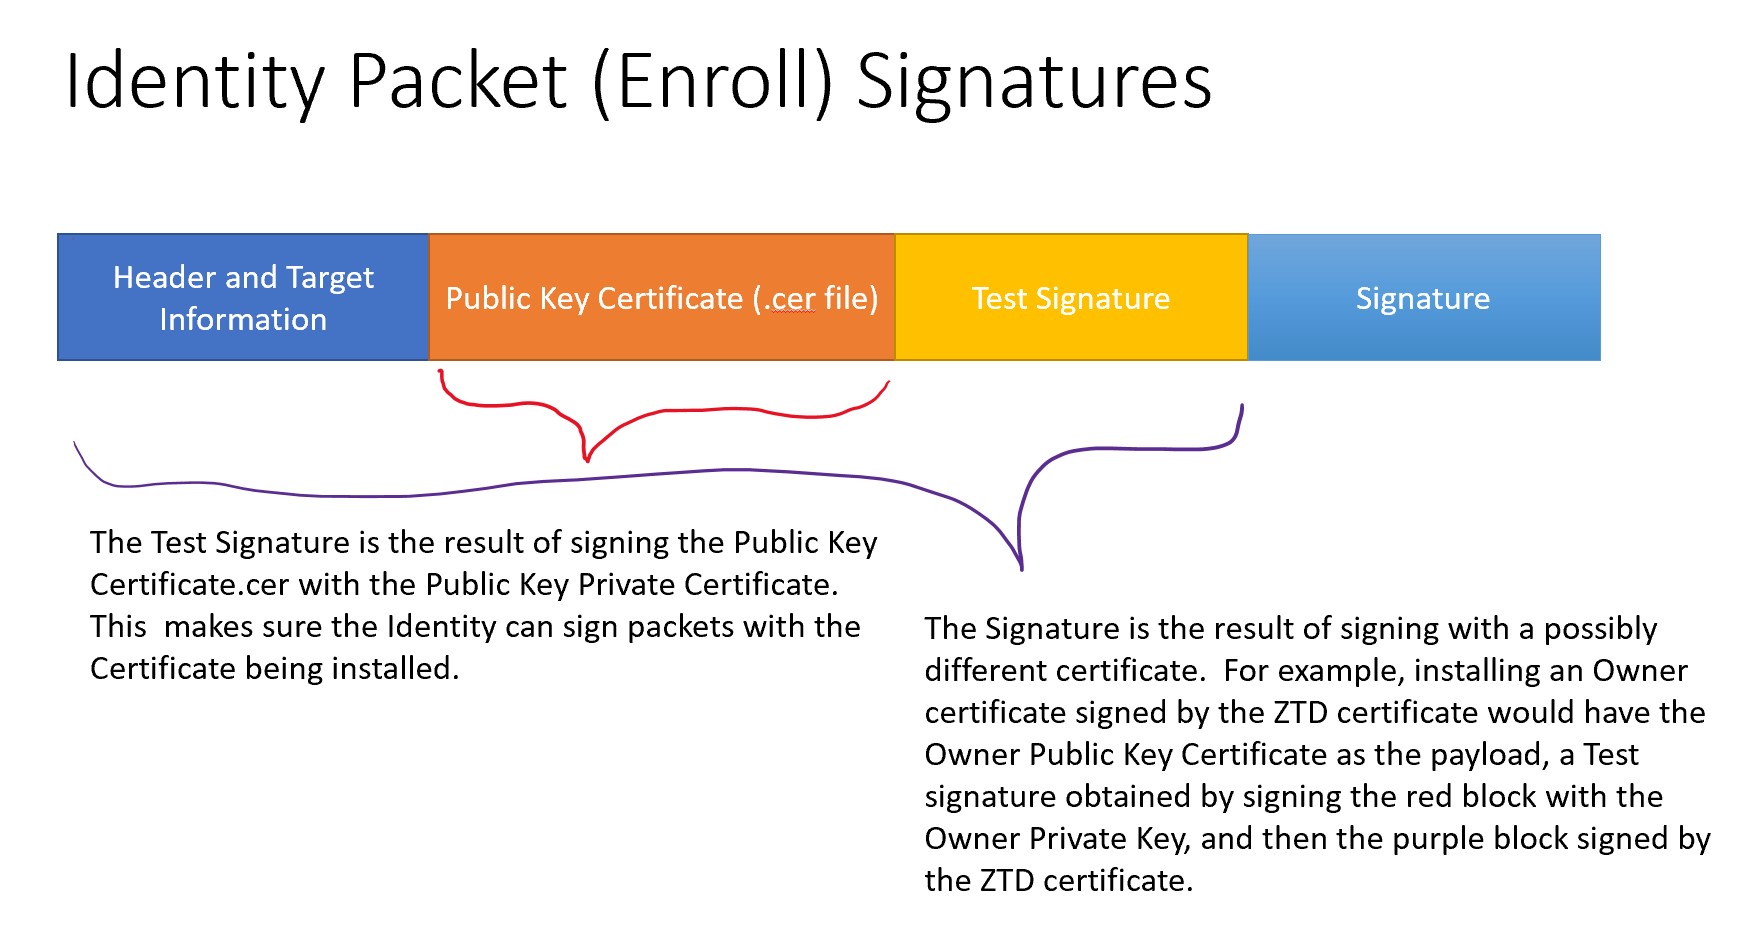 Identity Packet (Enroll) Signatures
Header and Target
Information
Public Key Certificate (.cer file)
Test Signature
Signature
The Test Signature is the result of signing the Public Key
Certificate.cer with the Public Key Private Certificate.
This  makes sure the Identity can sign packets with the
Certificate being installed.
The Signature is the result of signing with a possibly
different certificate.  For example, installing an Owner
certificate signed by the ZTD certificate would have the
Owner Public Key Certificate as the payload, a Test
signature obtained by signing the red block with the
Owner Private Key, and then the purple block signed by
the ZTD certificate.